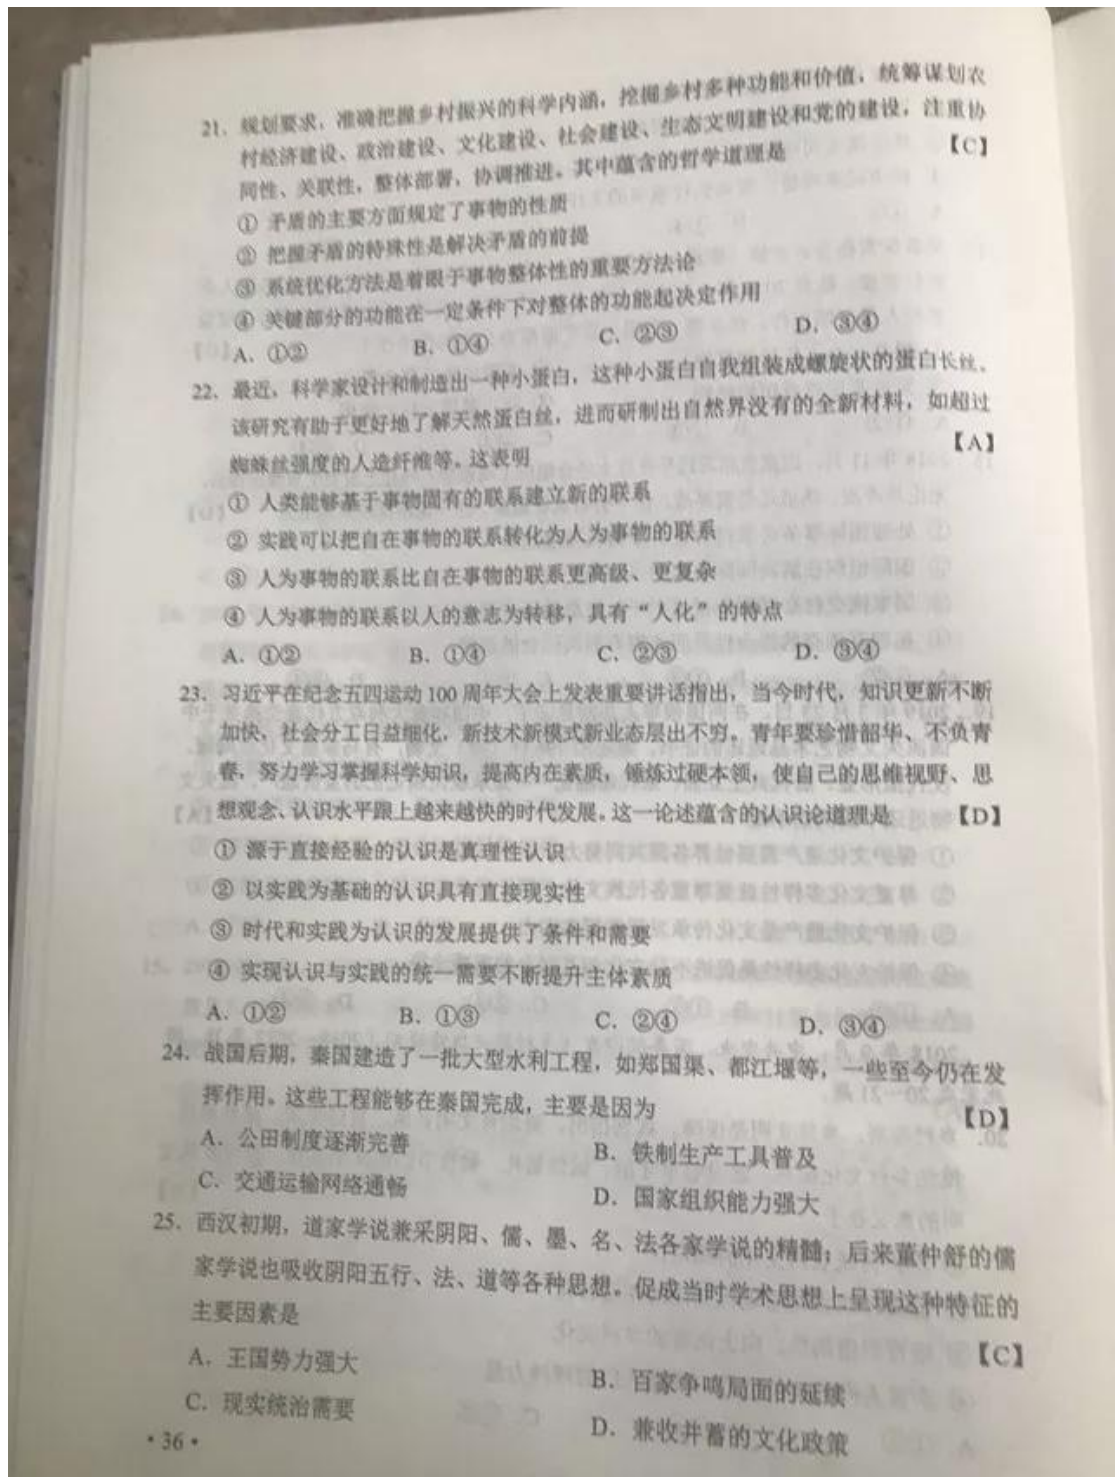 21. 规划要求，准确把握乡村振兴的科学内涵，挖掘乡村多种功能和价值，统筹谋划农
村经济建设、政治建设、文化建设、社会建设、生态文明建设和党的建设，注重协
同性、关联性，整体部署，协调推进。其中蕴含的哲学道理是 【C】
① 矛盾的主要方面规定了事物的性质
② 把握矛盾的特殊性是解决矛盾的前提
③ 系统优化方法是着眼于事物整体性的重要方法论
④ 关键部分的功能在一定条件下对整体的功能起决定作用
A. ①② B. ①④ C. ②③ D. ③④
22. 最近，科学家设计和制造出一种小蛋白，这种小蛋白自我组装成螺旋状的蛋白长丝。
该研究有助于更好地了解天然蛋白丝，进而研制出自然界没有的全新材料，如超过
蜘蛛丝强度的人造纤维等。这表明 【A】
① 人类能够基于事物固有的联系建立新的联系
② 实践可以把自在事物的联系转化为人为事物的联系
③ 人为事物的联系比自在事物的联系更高级、更复杂
④ 人为事物的联系以人的意志为转移，具有“人化”的特点
A. ①② B. ①④ C. ②③ D. ③④
23. 习近平在纪念五四运动 100 周年大会上发表重要讲话指出，当今时代，知识更新不断
加快，社会分工日益细化，新技术新模式新业态层出不穷。青年要珍惜韶华、不负青
春，努力学习掌握科学知识，提高内在素质，锤炼过硬本领，使自己的思维视野、思
想观念、认识水平跟上越来越快的时代发展。这一论述蕴含的认识论道理是 【D】
① 源于直接经验的认识是真理性认识
② 以实践为基础的认识具有直接现实性
③ 时代和实践为认识的发展提供了条件和需要
④ 实现认识与实践的统一需要不断提升主体素质
A. ①② B. ①③ C. ②④ D. ③④
24. 战国后期，秦国建造了一批大型水利工程，如郑国渠、都江堰等，一些至今仍在发
挥作用。这些工程能够在秦国完成，主要是因为 【D】
A. 公田制度逐渐完善 B. 铁制生产工具普及
C. 交通运输网络通畅 D. 国家组织能力强大
25. 西汉初期，道家学说兼采阴阳、儒、墨、名、法各家学说的精髓；后来董仲舒的儒
家学说也吸收阴阳五行、法、道等各种思想。促成当时学术思想上呈现这种特征的
主要因素是 【C】
A. 王国势力强大 B. 百家争鸣局面的延续
C. 现实统治需要 D. 兼收并蓄的文化政策
·36·